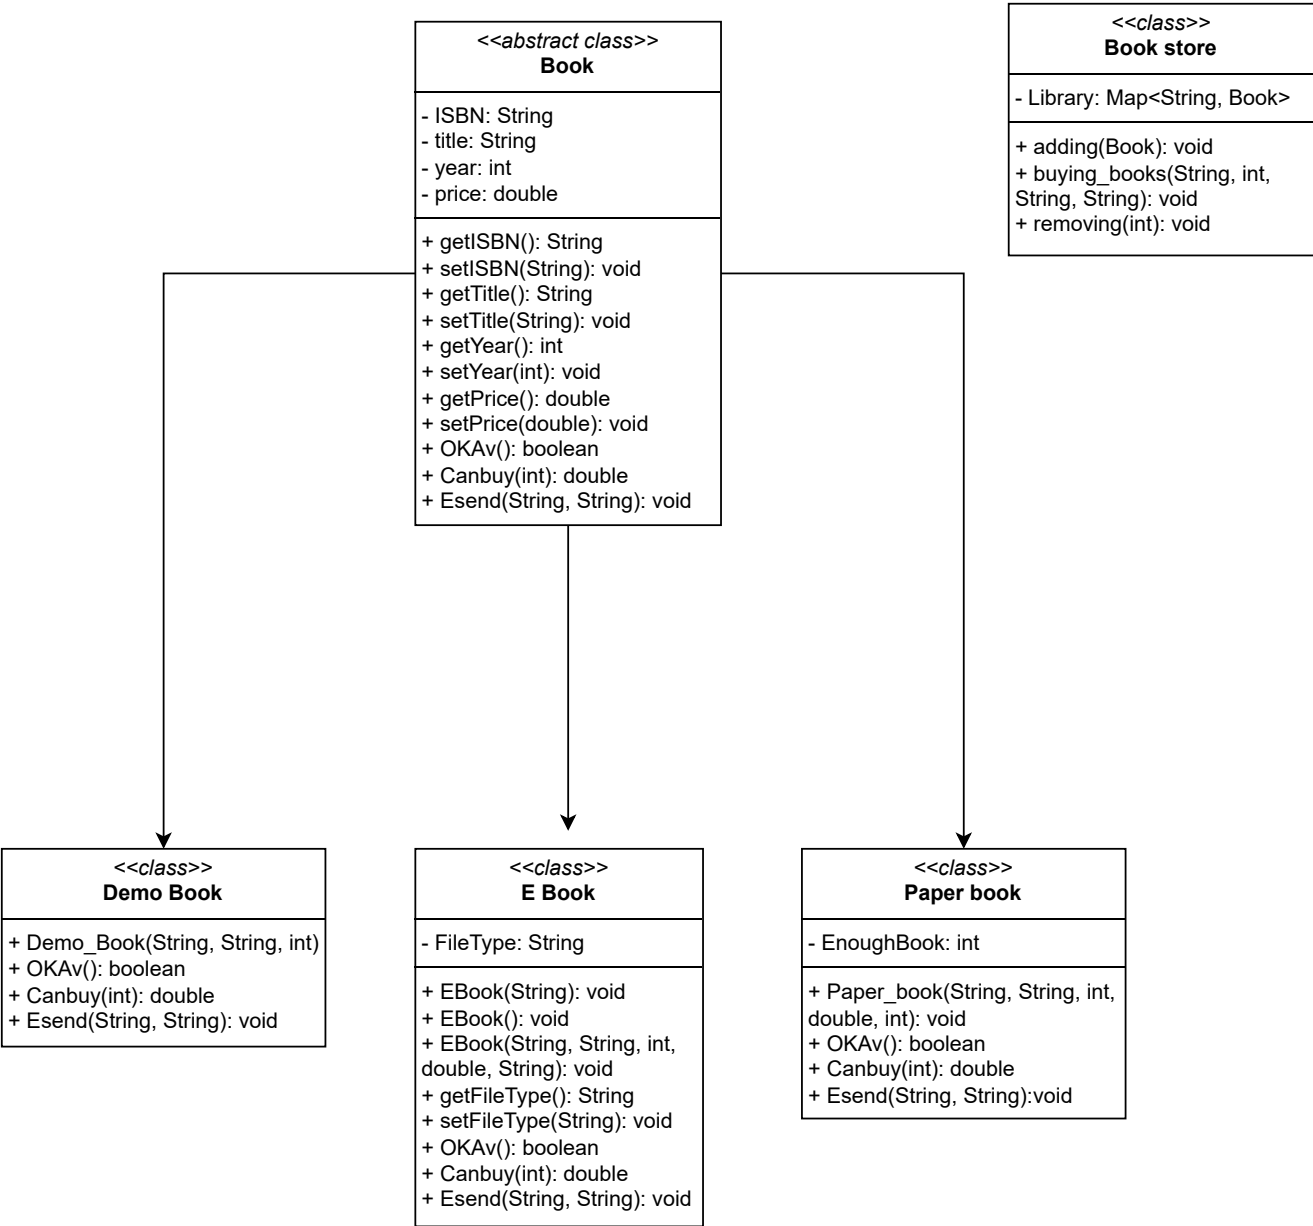 <<abstract class>>
Book
- ISBN: String
- title: String
- year: int
- price: double
+ getISBN(): String
+ setISBN(String): void
+ getTitle(): String
+ setTitle(String): void
+ getYear(): int
+ setYear(int): void
+ getPrice(): double
+ setPrice(double): void
+ OKAv(): boolean
+ Canbuy(int): double
+ Esend(String, String): void
<<class>>
Book store
- Library: Map<String, Book>
+ adding(Book): void
+ buying_books(String, int,
String, String): void
+ removing(int): void
<<class>>
Demo Book
+ Demo_Book(String, String, int)
+ OKAv(): boolean
+ Canbuy(int): double
+ Esend(String, String): void
<<class>>
E Book
- FileType: String
+ EBook(String): void
+ EBook(): void
+ EBook(String, String, int,
double, String): void
+ getFileType(): String
+ setFileType(String): void
+ OKAv(): boolean
+ Canbuy(int): double
+ Esend(String, String): void
<<class>>
Paper book
- EnoughBook: int
+ Paper_book(String, String, int,
double, int): void
+ OKAv(): boolean
+ Canbuy(int): double
+ Esend(String, String):void